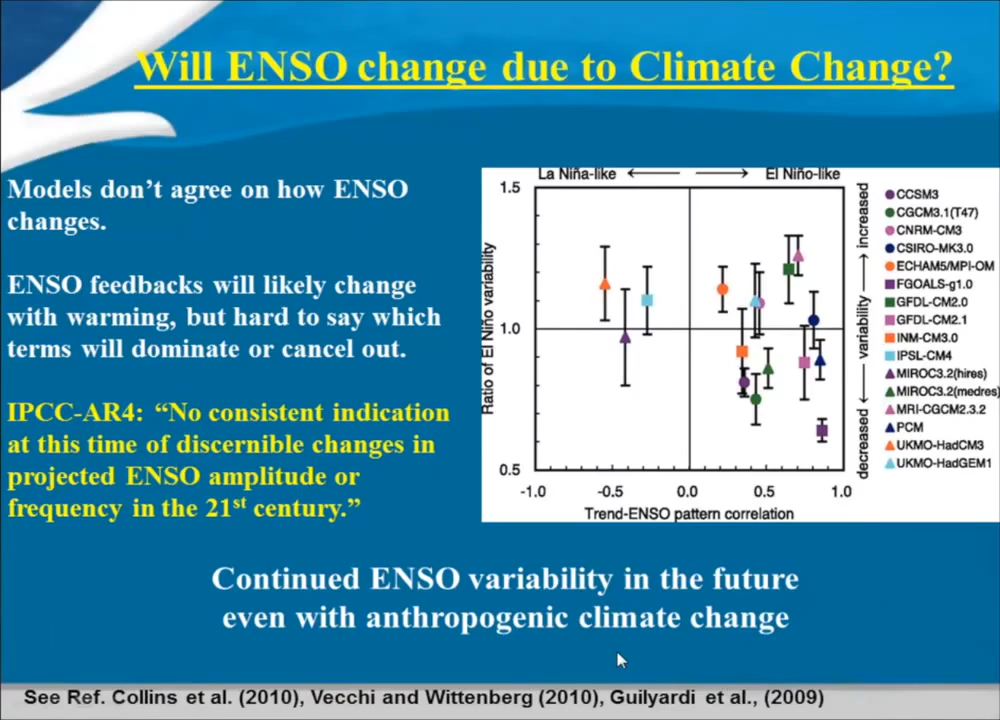 Will ENSO change due to Climate Change?
Models don't agree on how ENSO
changes.
ENSO feedbacks will likely change
with warming, but hard to say which
terms will dominate or cancel out.
IPCC-AR4: “No consistent indication
at this time of discernible changes in
projected ENSO amplitude or
frequency in the 21st century.”
La Niña-like
El Niño-like
1.5
1.0
0.5
Ratio of El Nino variability
-1.0
-0.5
0.0
0.5
1.0
Trend-ENSO pattern correlation
decreased
variability
increased
CCSM3
CGCM3.1(T47)
CNRM-CM3
CSIRO-MK3.0
ECHAM5/MPI-OM
FGOALS-g1.0
GFDL-CM2.0
GFDL-CM2.1
INM-CM3.0
IPSL-CM4
MIROC3.2(hires)
MIROC3.2(medres)
MRI-CGCM2.3.2
PCM
UKMO-HadCM3
UKMO-HadGEM1
Continued ENSO variability in the future
even with anthropogenic climate change
See Ref. Collins et al. (2010), Vecchi and Wittenberg (2010), Guilyardi et al., (2009)